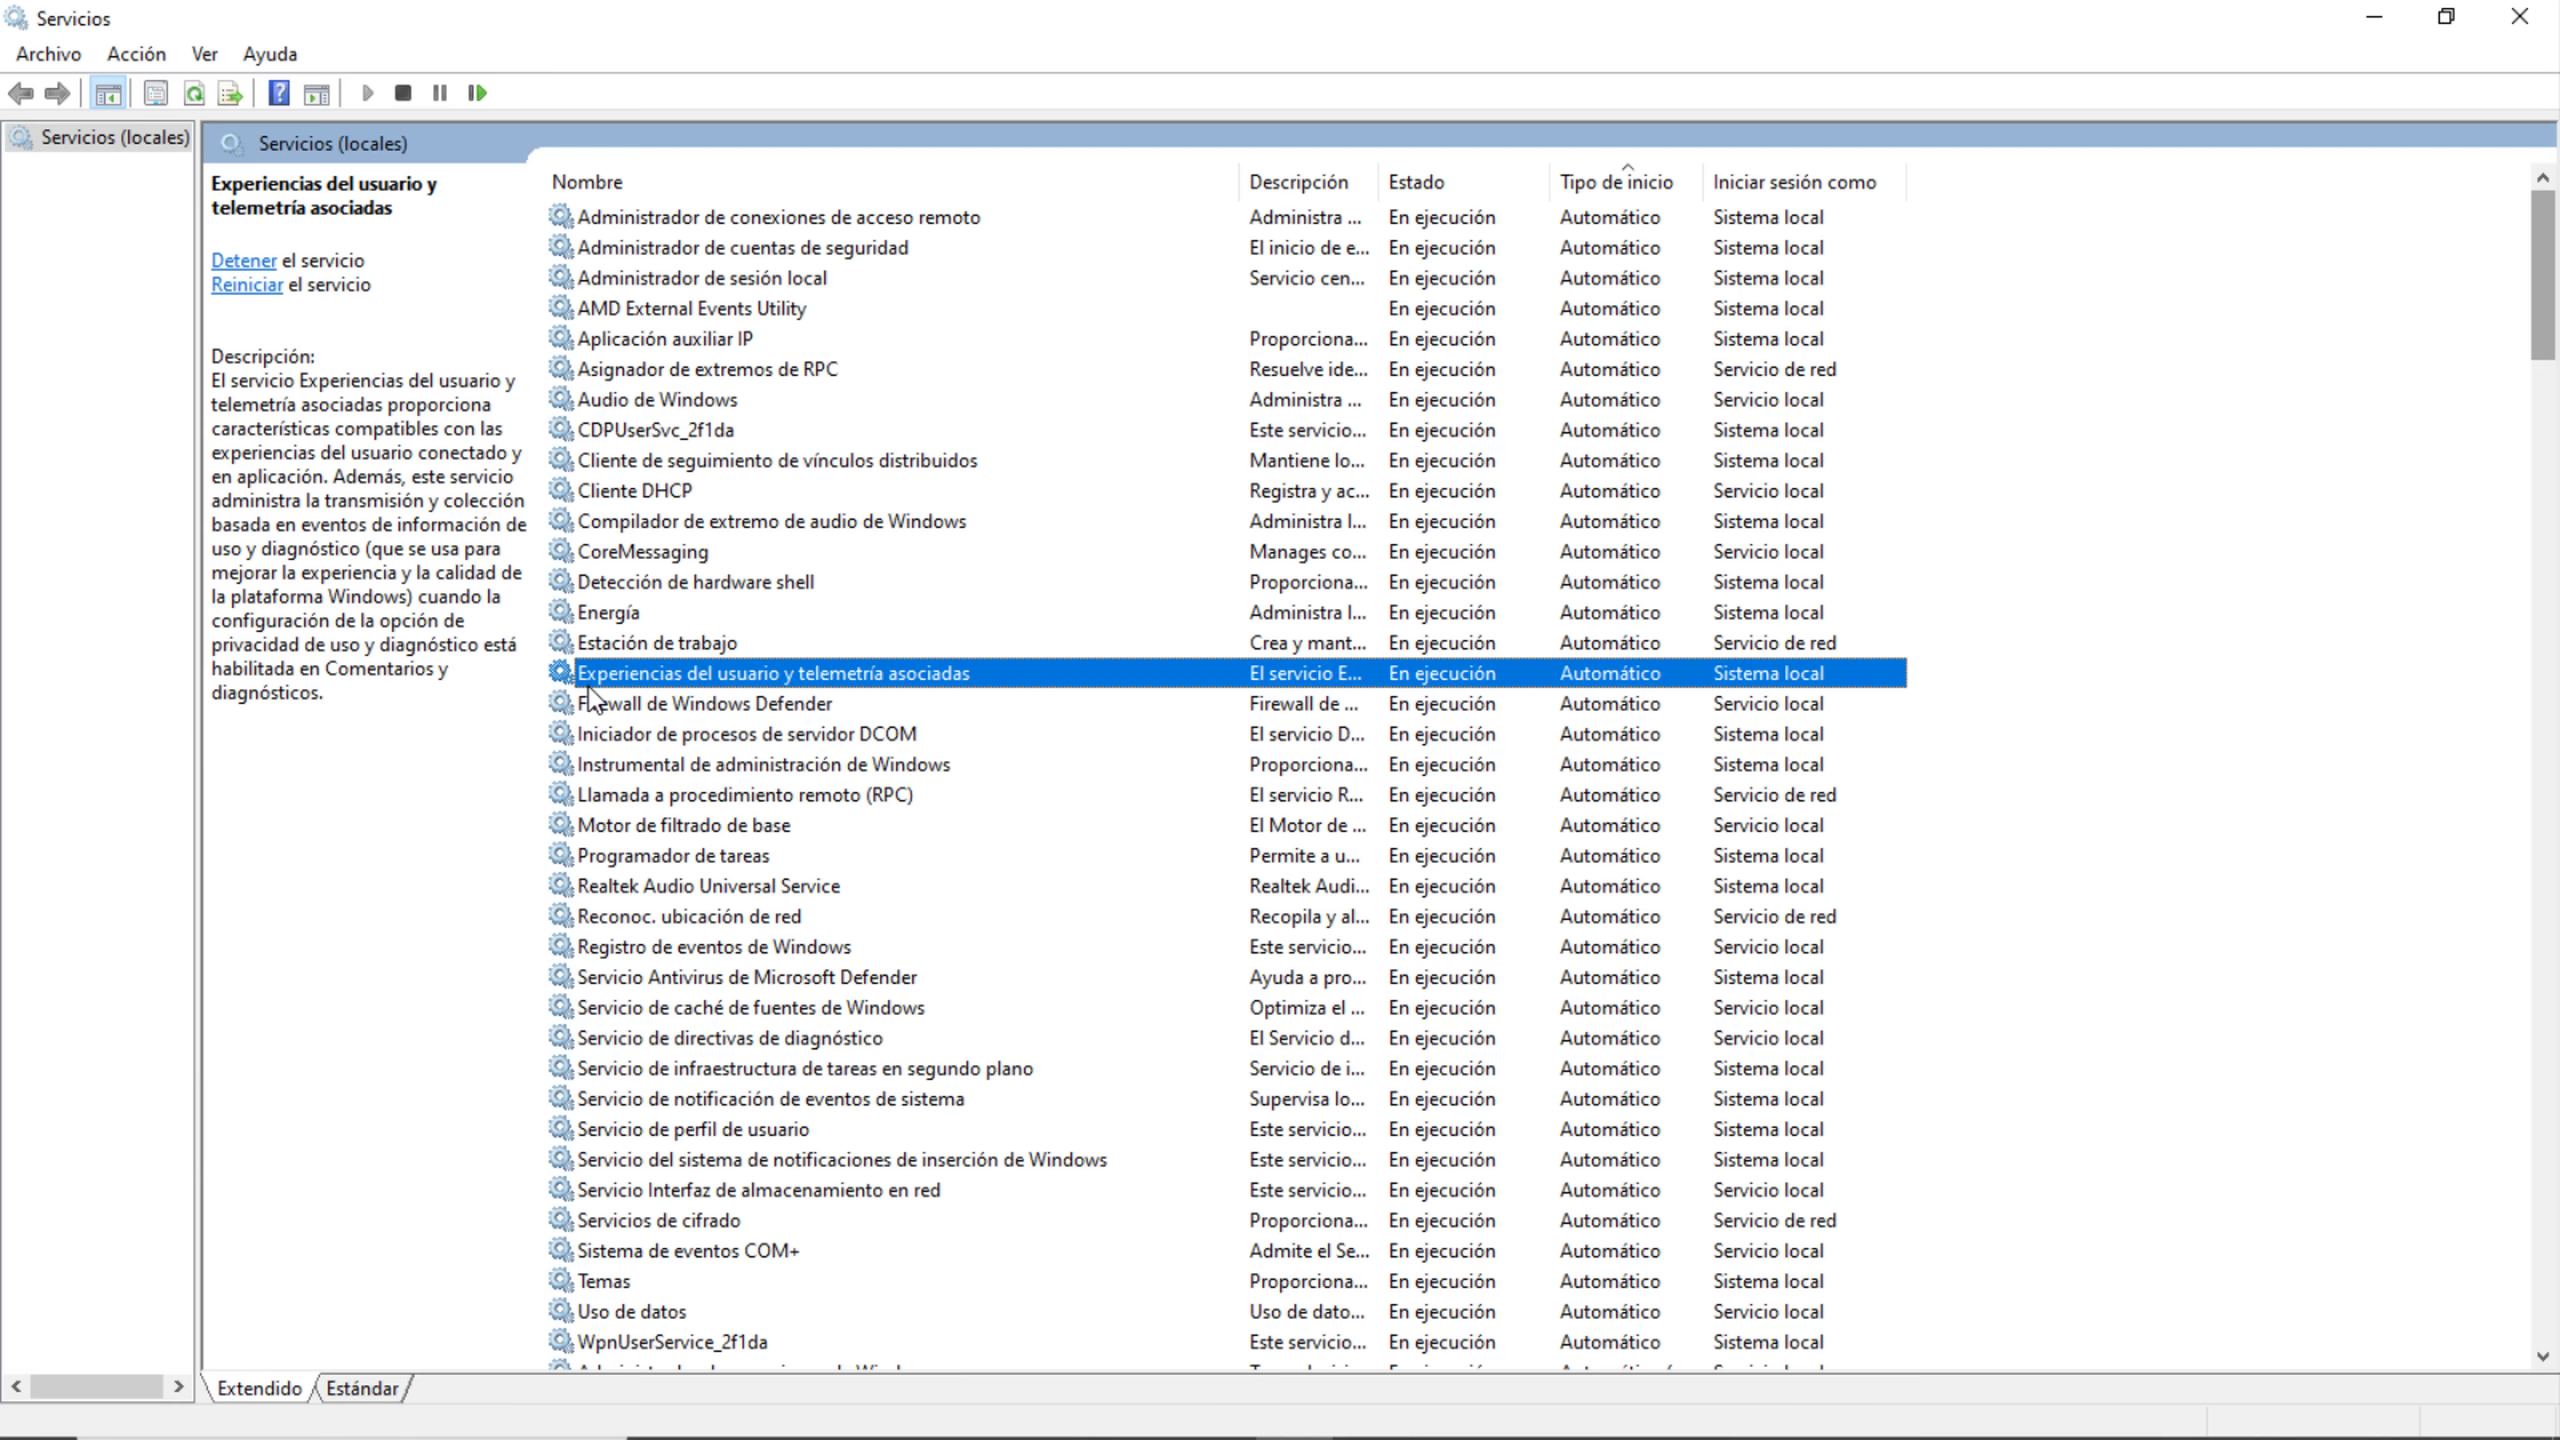 Servicios
Archivo Acción Ver Ayuda
Servicios (locales)
Servicios (locales)
Experiencias del usuario y
telemetría asociadas
Detener el servicio
Reiniciar el servicio
Descripción:
El servicio Experiencias del usuario y
telemetría asociadas proporciona
características compatibles con las
experiencias del usuario conectado y
en aplicación. Además, este servicio
administra la transmisión y colección
basada en eventos de información de
uso y diagnóstico (que se usa para
mejorar la experiencia y la calidad de
la plataforma Windows) cuando la
configuración de la opción de
privacidad de uso y diagnóstico está
habilitada en Comentarios y
diagnósticos.
Nombre Descripción Estado Tipo de inicio Iniciar sesión como
Administrador de conexiones de acceso remoto Administra ... En ejecución Automático Sistema local
Administrador de cuentas de seguridad El inicio de e... En ejecución Automático Sistema local
Administrador de sesión local Servicio cen... En ejecución Automático Sistema local
AMD External Events Utility En ejecución Automático Sistema local
Aplicación auxiliar IP Proporciona... En ejecución Automático Sistema local
Asignador de extremos de RPC Resuelve ide... En ejecución Automático Servicio de red
Audio de Windows Administra ... En ejecución Automático Servicio local
CDPUserSvc_2f1da Este servicio... En ejecución Automático Sistema local
Cliente de seguimiento de vínculos distribuidos Mantiene lo... En ejecución Automático Sistema local
Cliente DHCP Registra y ac... En ejecución Automático Servicio local
Compilador de extremo de audio de Windows Administra l... En ejecución Automático Sistema local
CoreMessaging Manages co... En ejecución Automático Servicio local
Detección de hardware shell Proporciona... En ejecución Automático Sistema local
Energía Administra l... En ejecución Automático Sistema local
Estación de trabajo Crea y mant... En ejecución Automático Servicio de red
Experiencias del usuario y telemetría asociadas El servicio E... En ejecución Automático Sistema local
Firewall de Windows Defender Firewall de ... En ejecución Automático Servicio local
Iniciador de procesos de servidor DCOM El servicio D... En ejecución Automático Sistema local
Instrumental de administración de Windows Proporciona... En ejecución Automático Sistema local
Llamada a procedimiento remoto (RPC) El servicio R... En ejecución Automático Servicio de red
Motor de filtrado de base El Motor de ... En ejecución Automático Servicio local
Programador de tareas Permite a u... En ejecución Automático Sistema local
Realtek Audio Universal Service Realtek Audi... En ejecución Automático Sistema local
Reconoc. ubicación de red Recopila y al... En ejecución Automático Servicio de red
Registro de eventos de Windows Este servicio... En ejecución Automático Servicio local
Servicio Antivirus de Microsoft Defender Ayuda a pro... En ejecución Automático Sistema local
Servicio de caché de fuentes de Windows Optimiza el ... En ejecución Automático Servicio local
Servicio de directivas de diagnóstico El Servicio d... En ejecución Automático Servicio local
Servicio de infraestructura de tareas en segundo plano Servicio de i... En ejecución Automático Sistema local
Servicio de notificación de eventos de sistema Supervisa lo... En ejecución Automático Sistema local
Servicio de perfil de usuario Este servicio... En ejecución Automático Sistema local
Servicio del sistema de notificaciones de inserción de Windows Este servicio... En ejecución Automático Sistema local
Servicio Interfaz de almacenamiento en red Este servicio... En ejecución Automático Servicio local
Servicios de cifrado Proporciona... En ejecución Automático Servicio de red
Sistema de eventos COM+ Admite el Se... En ejecución Automático Servicio local
Temas Proporciona... En ejecución Automático Sistema local
Uso de datos Uso de dato... En ejecución Automático Servicio local
WpnUserService_2f1da Este servicio... En ejecución Automático Sistema local
Extendido Estándar